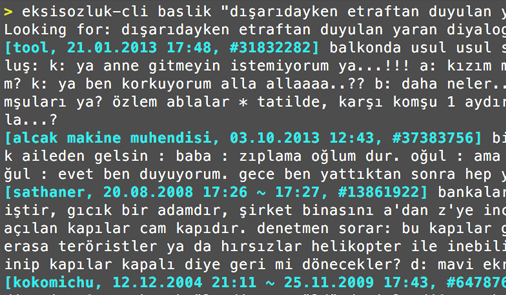 > eksisozluk-cli baslik "dışarıdayken etraftan duyulan y
Looking for: dışarıdayken etraftan duyulan yaran diyalog
[tool, 21.01.2013 17:48, #31832282] balkonda usul usul s
luş: k: ya anne gitmeyin istemiyorum ya...!!! a: kızım m
m? k: ya ben korkuyorum alla allaaaa..?? b: daha neler..
mşuları ya? özlem ablalar * tatilde, karşı komşu 1 aydır
la...?
[alcak makine muhendisi, 03.10.2013 12:43, #37383756] bi
k aileden gelsin : baba : zıplama oğlum dur. oğul : ama
ğul : evet ben duyuyorum. gece ben yattıktan sonra hep y
[sathaner, 20.08.2008 17:26 ~ 17:27, #13861922] bankalar
iştir, gıcık bir adamdır, şirket binasını a'dan z'ye inc
açılan kapılar cam kapıdır. denetmen sorar: bu kapılar g
erasa teröristler ya da hırsızlar helikopter ile inebili
inip kapılar kapalı diye geri mi dönecekler? d: mavi ekr
[kokomichu, 12.12.2004 21:11 ~ 25.11.2009 17:43, #647876